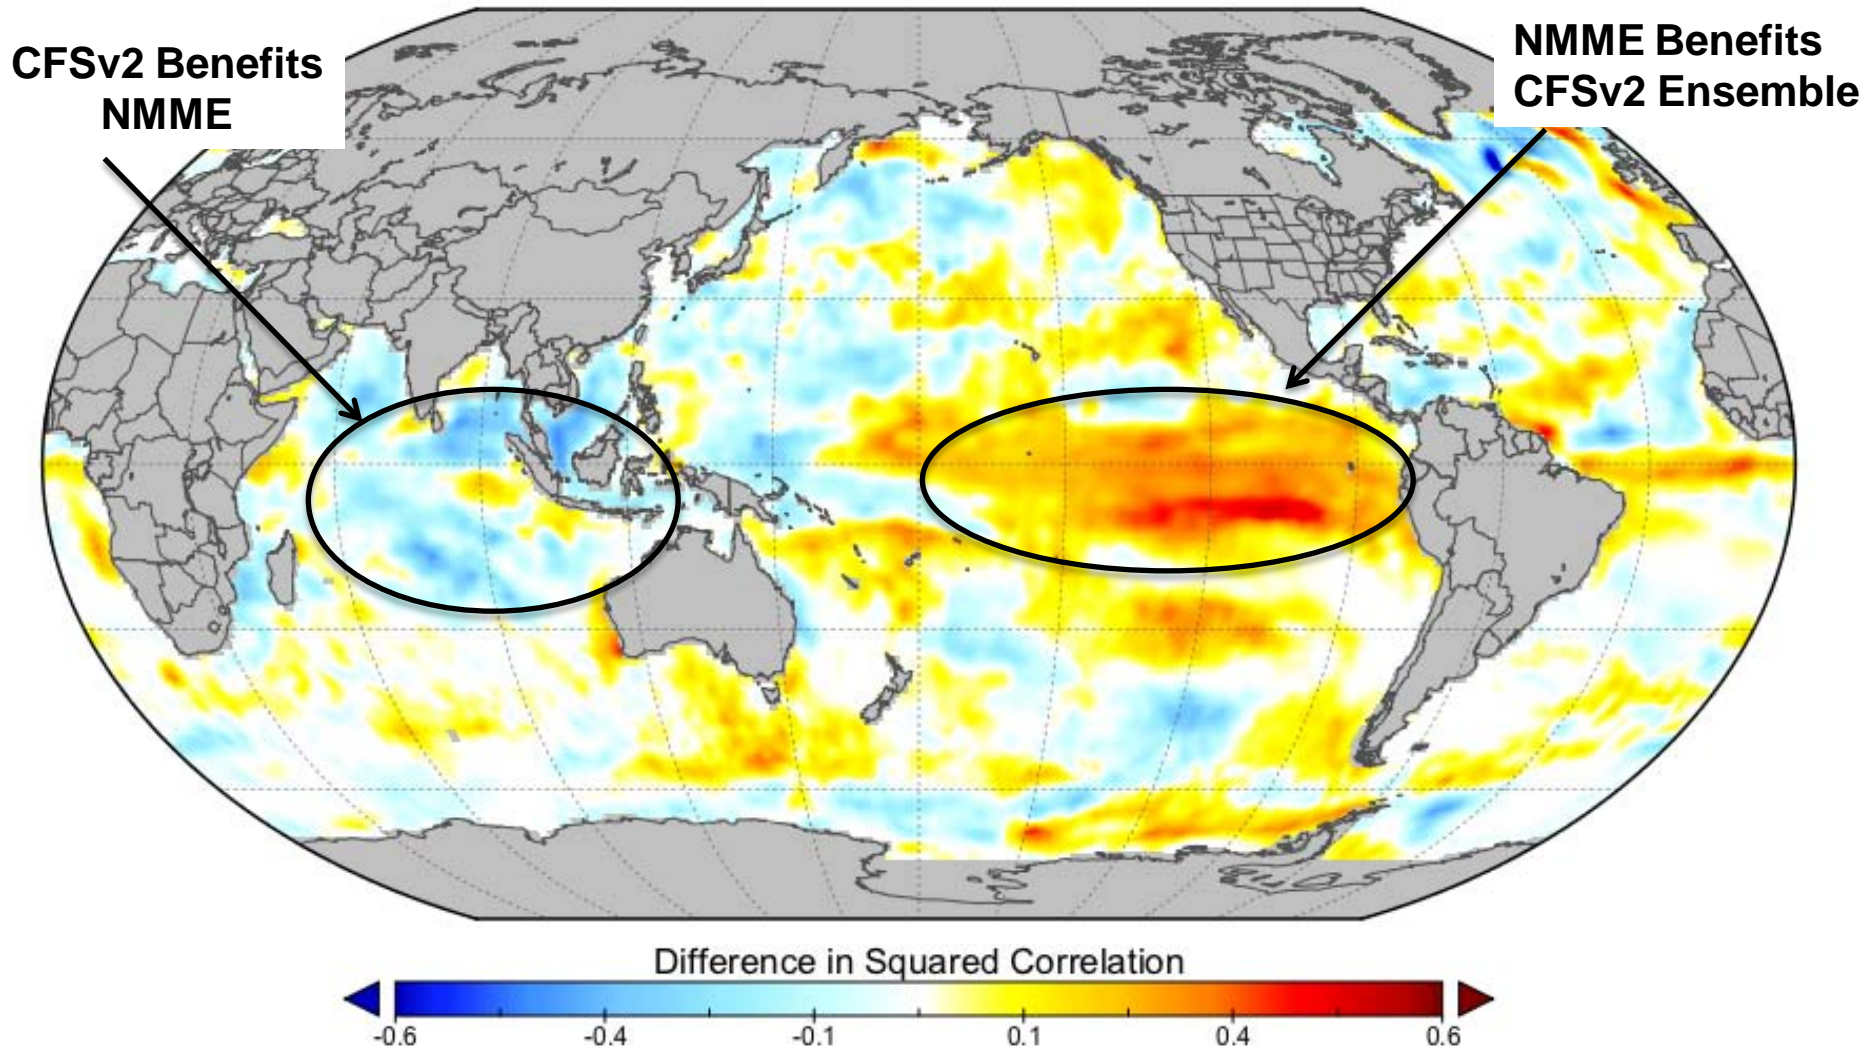 CFSv2 Benefits
NMME
NMME Benefits
CFSv2 Ensemble
Difference in Squared Correlation
-0.6 -0.4 -0.1 0.1 0.4 0.6